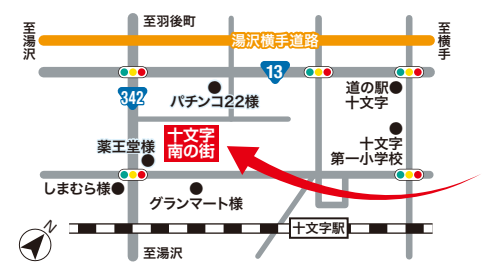 至羽後町
至湯沢
湯沢横手道路
至横手
13
342
パチンコ22様
道の駅
十文字
薬王堂様
十文字
南の街
十文字
第一小学校
しまむら様
グランマート様
十文字駅
N
至湯沢